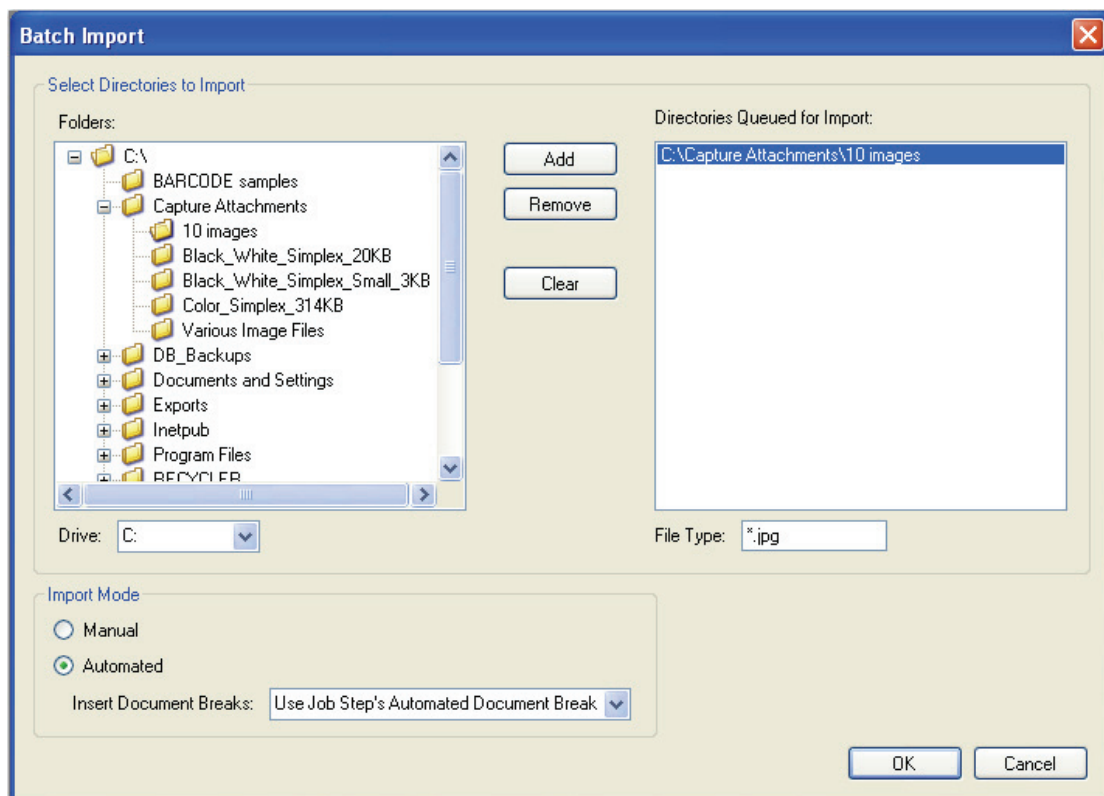 Batch Import
Select Directories to Import
Folders:
C:\
BARCODE samples
Capture Attachments
10 images
Black_White_Simplex_20KB
Black_White_Simplex_Small_3KB
Color_Simplex_314KB
Various Image Files
DB_Backups
Documents and Settings
Exports
Inetpub
Program Files
RECYCLER
Drive: C:
Add
Remove
Clear
Directories Queued for Import:
C:\Capture Attachments\10 images
File Type: *.jpg
Import Mode
Manual
Automated
Insert Document Breaks: Use Job Step's Automated Document Break
OK Cancel